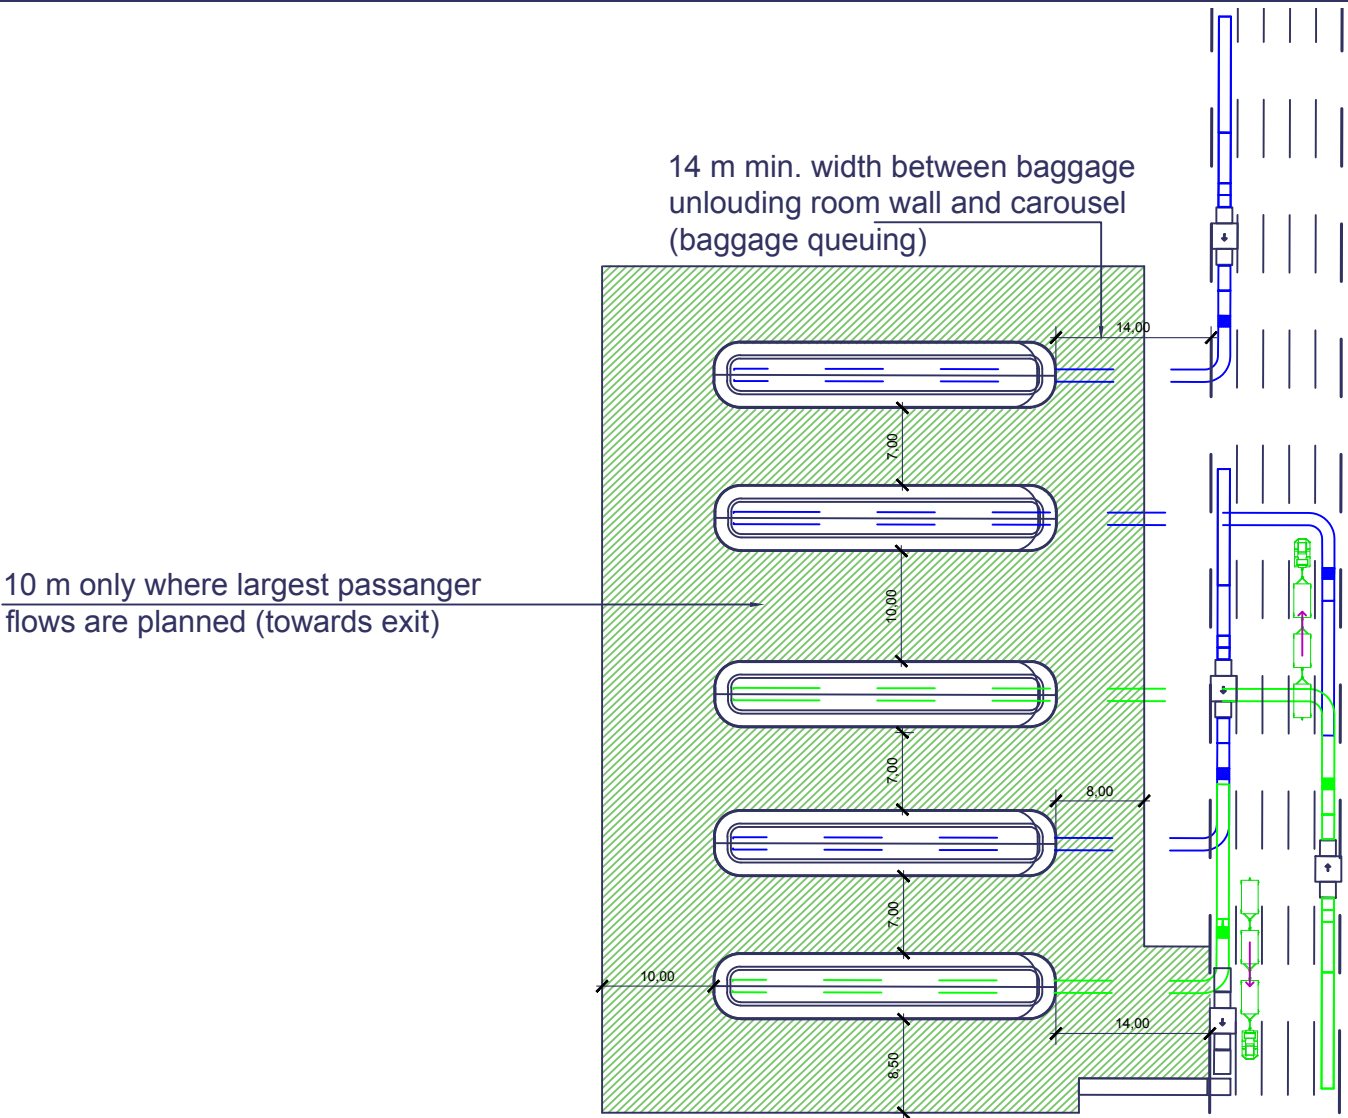 14 m min. width between baggage
unlouding room wall and carousel
(baggage queuing)
14,00
7,00
10 m only where largest passanger
flows are planned (towards exit)
10,00
7,00
8,00
7,00
10,00
14,00
8,50